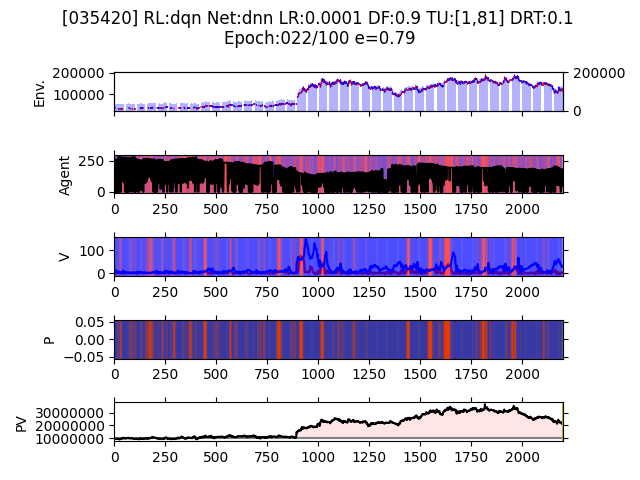 [035420] RL:dqn Net:dnn LR:0.0001 DF:0.9 TU:[1,81] DRT:0.1
Epoch:022/100 e=0.79
Env.
200000
100000
200000
0
Agent
250
0
0 250 500 750 1000 1250 1500 1750 2000
V
100
0
0 250 500 750 1000 1250 1500 1750 2000
P
0.05
0.00
−0.05
0 250 500 750 1000 1250 1500 1750 2000
PV
30000000
20000000
10000000
0 250 500 750 1000 1250 1500 1750 2000